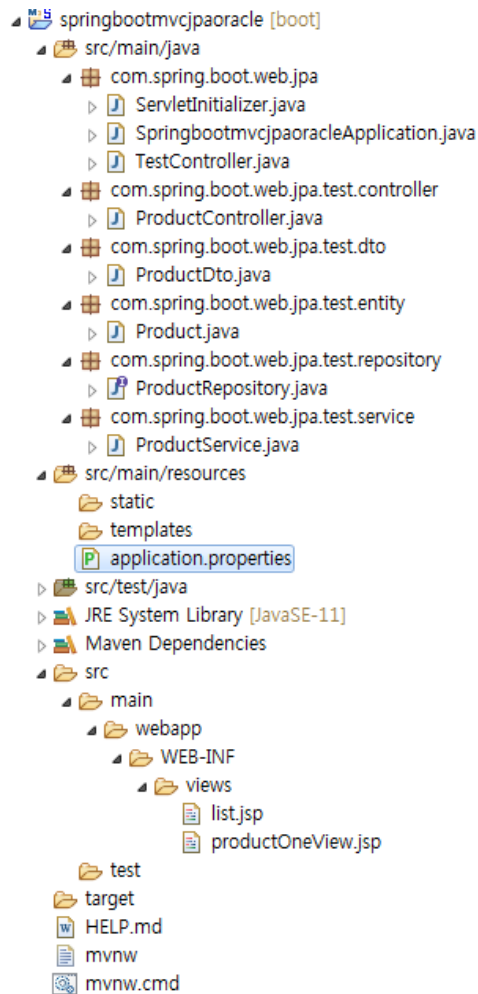 springbootmvcjpaoracle [boot]
src/main/java
com.spring.boot.web.jpa
ServletInitializer.java
SpringbootmvcjpaoracleApplication.java
TestController.java
com.spring.boot.web.jpa.test.controller
ProductController.java
com.spring.boot.web.jpa.test.dto
ProductDto.java
com.spring.boot.web.jpa.test.entity
Product.java
com.spring.boot.web.jpa.test.repository
ProductRepository.java
com.spring.boot.web.jpa.test.service
ProductService.java
src/main/resources
static
templates
application.properties
src/test/java
JRE System Library [JavaSE-11]
Maven Dependencies
src
main
webapp
WEB-INF
views
list.jsp
productOneView.jsp
test
target
HELP.md
mvnw
mvnw.cmd